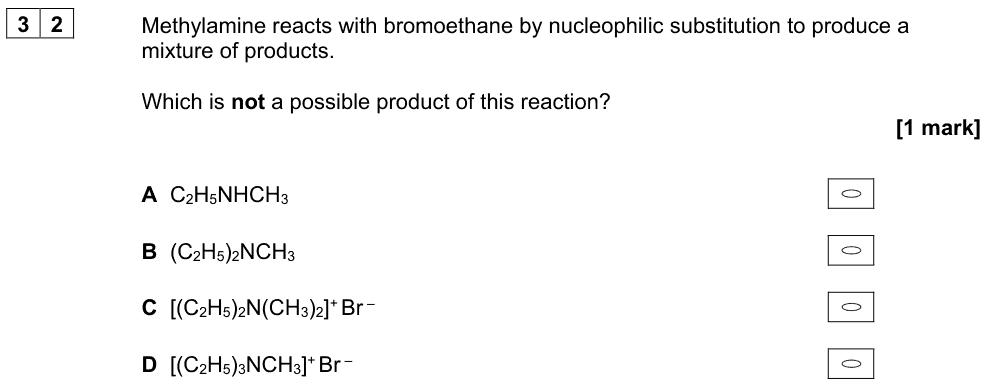 3 2 Methylamine reacts with bromoethane by nucleophilic substitution to produce a
mixture of products.
Which is not a possible product of this reaction?
[1 mark]
A C₂H₅NHCH₃
B (C₂H₅)₂NCH₃
C [(C₂H₅)₂N(CH₃)₂]⁺ Br⁻
D [(C₂H₅)₃NCH₃]⁺ Br⁻